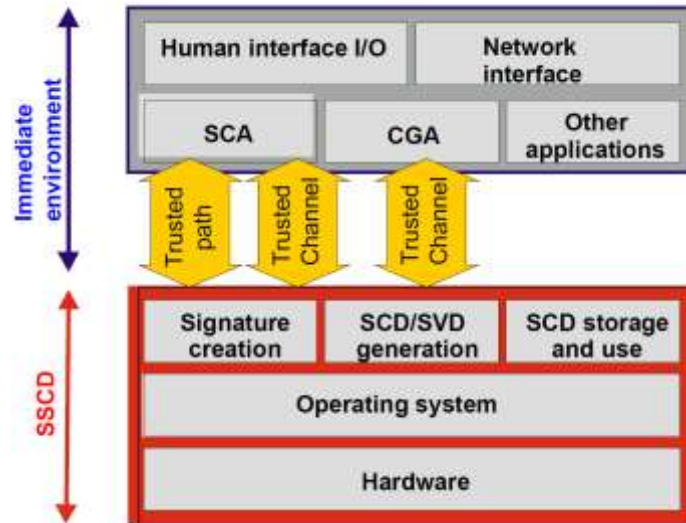 Immediate
environment
Human interface I/O
Network
interface
SCA
CGA
Other
applications
Trusted
path
Trusted
Channel
Trusted
Channel
SSCD
Signature
creation
SCD/SVD
generation
SCD storage
and use
Operating system
Hardware